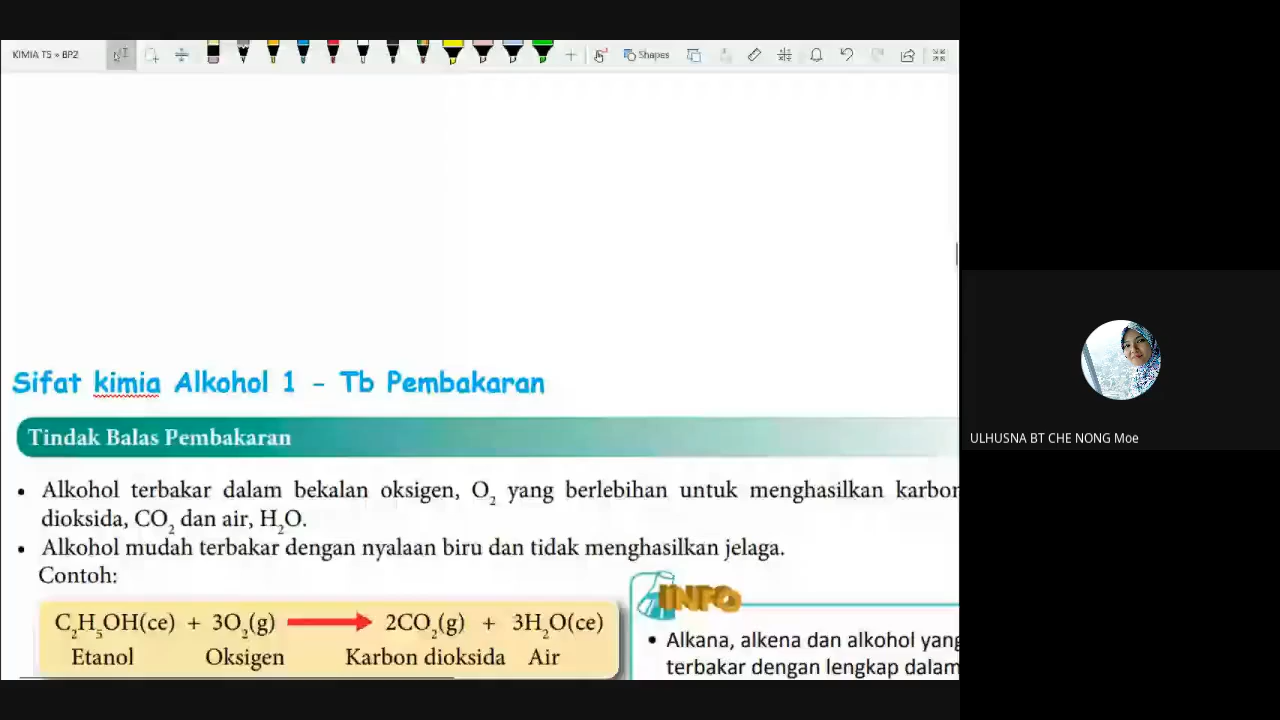 KIMIA T5 » BP2
Shapes
Sifat kimia Alkohol 1 - Tb Pembakaran
Tindak Balas Pembakaran
• Alkohol terbakar dalam bekalan oksigen, O₂ yang berlebihan untuk menghasilkan karbon
dioksida, CO₂ dan air, H₂O.
• Alkohol mudah terbakar dengan nyalaan biru dan tidak menghasilkan jelaga.
Contoh:
C₂H₅OH(ce) + 3O₂(g) → 2CO₂(g) + 3H₂O(ce)
Etanol Oksigen Karbon dioksida Air
INFO
• Alkana, alkena dan alkohol yang
terbakar dengan lengkap dalam
ULHUSNA BT CHE NONG Moe